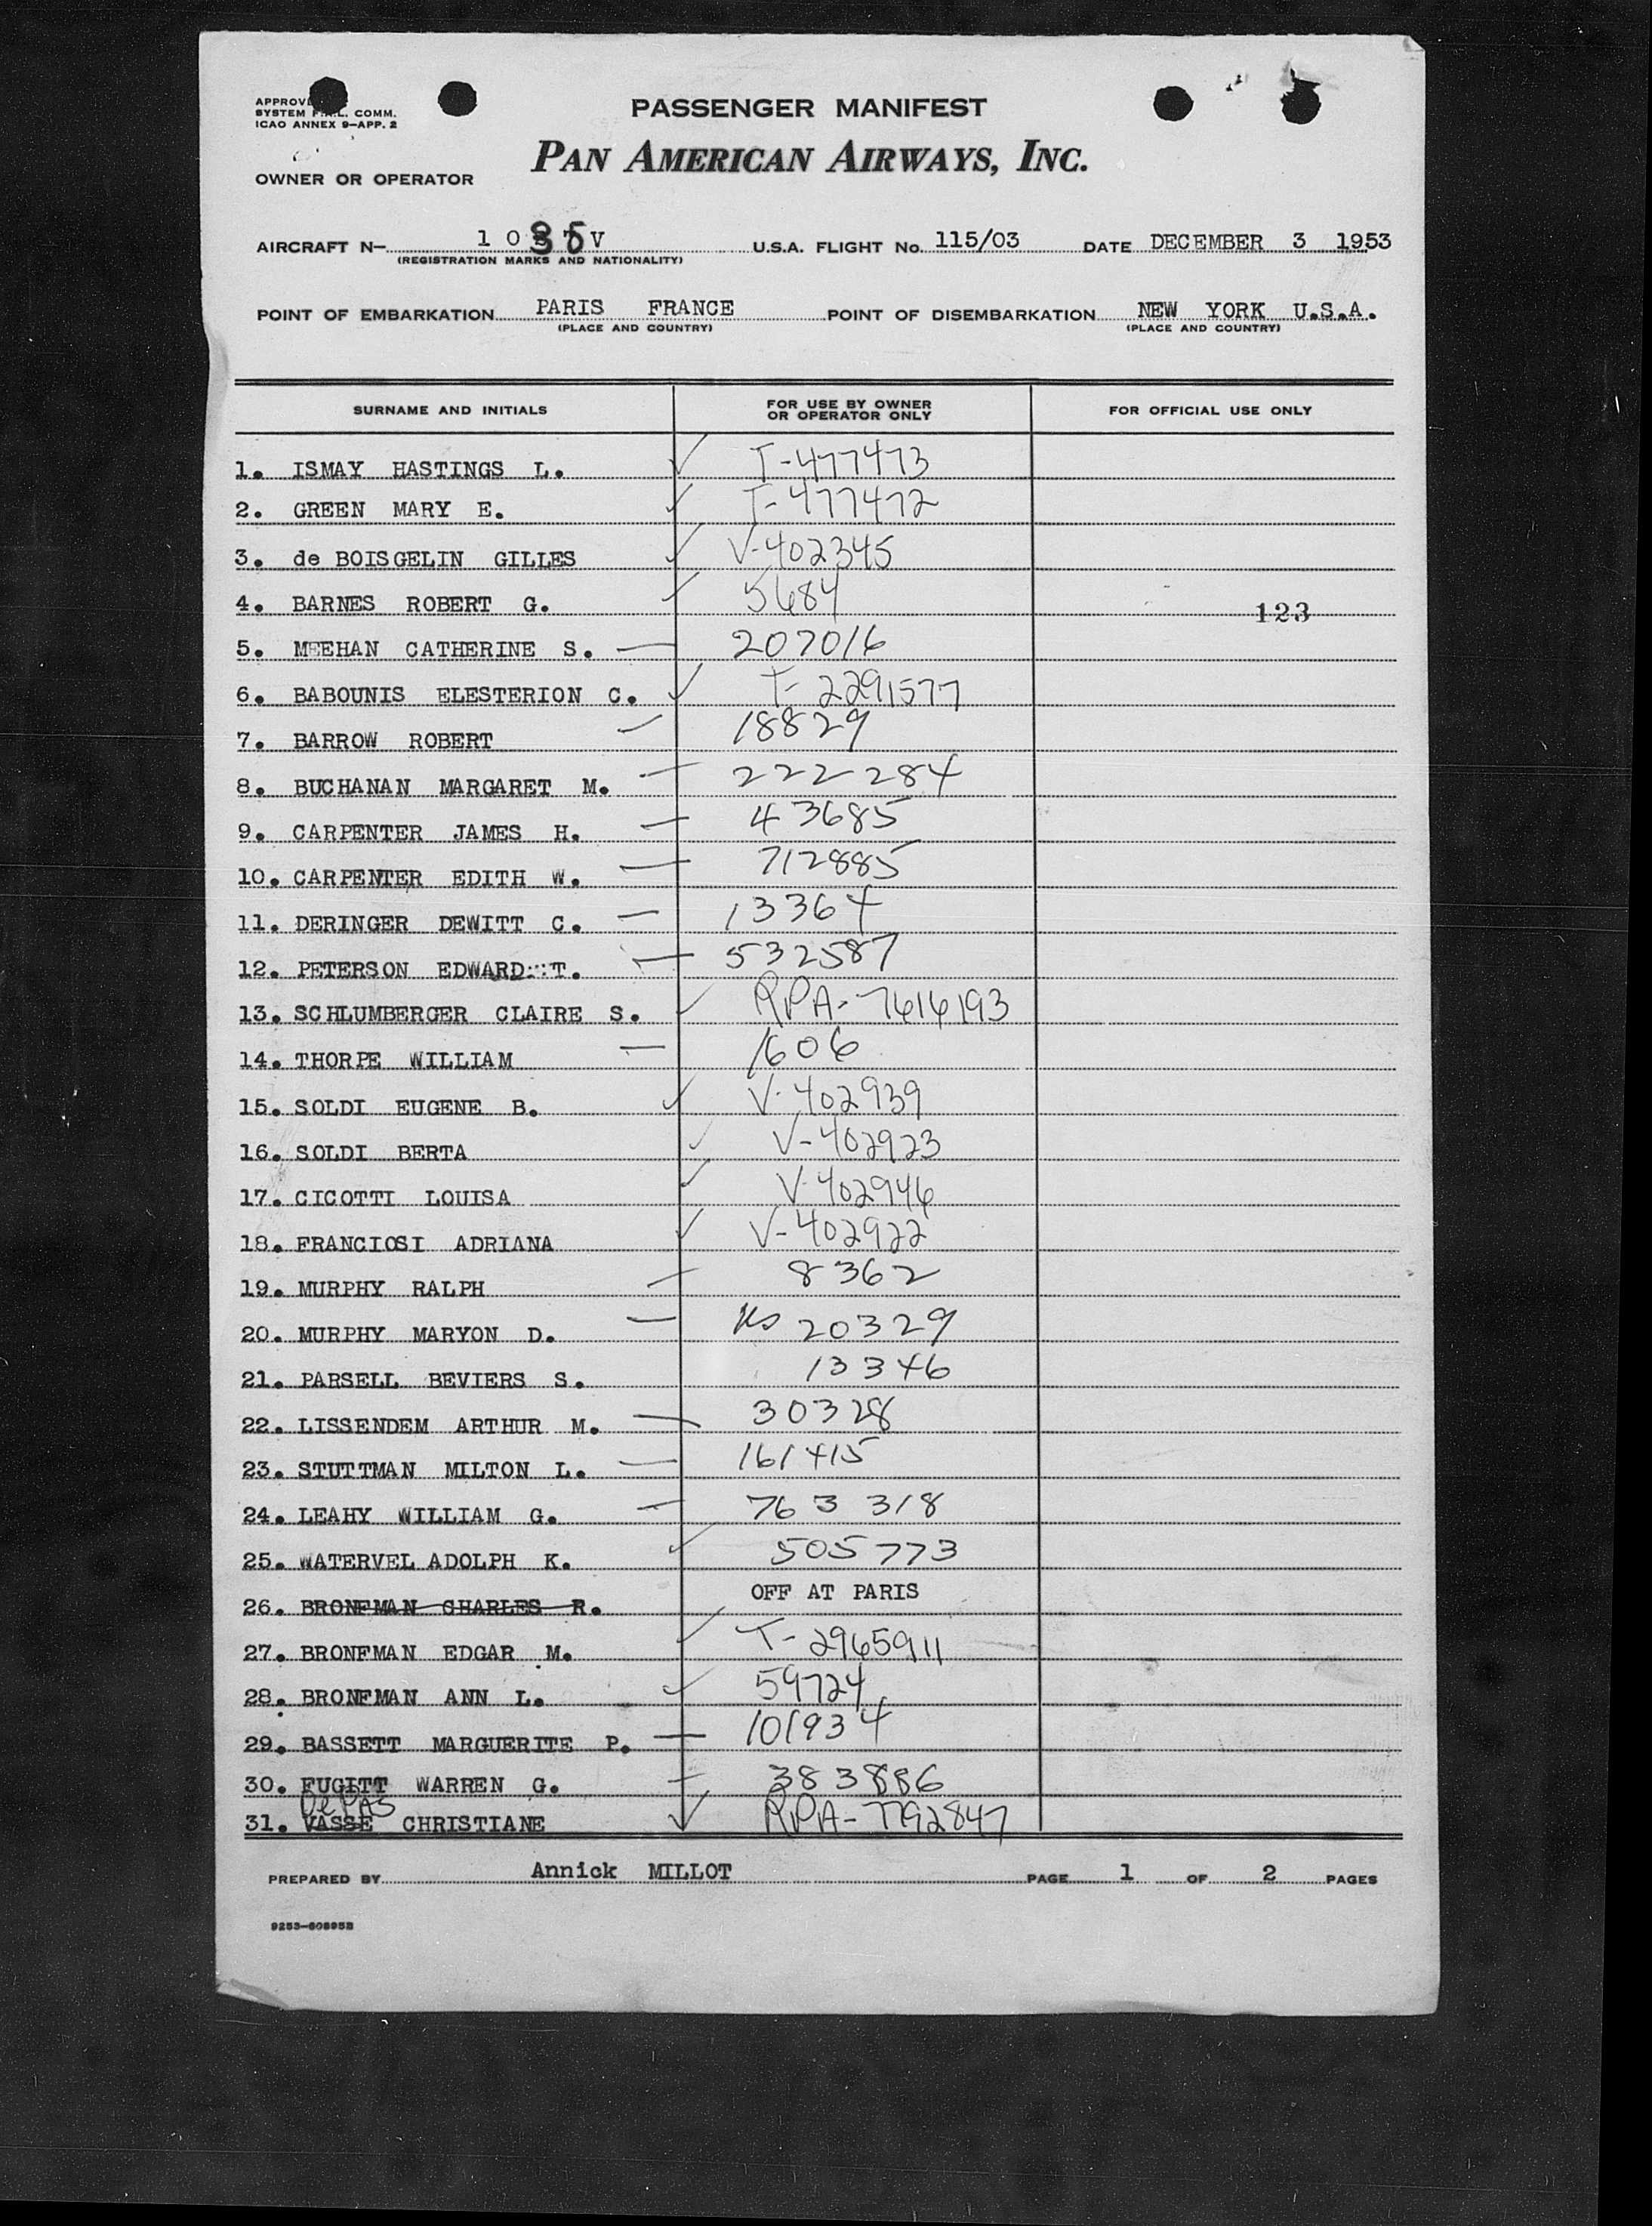 APPROV
SYSTEM F.A.L. COMM.
ICAO ANNEX 9—APP. 2
PASSENGER MANIFEST
PAN AMERICAN AIRWAYS, INC.
OWNER OR OPERATOR
AIRCRAFT N— 1035V U.S.A. FLIGHT No. 115/03 DATE DECEMBER 3 1953
(REGISTRATION MARKS AND NATIONALITY)
POINT OF EMBARKATION PARIS FRANCE POINT OF DISEMBARKATION NEW YORK U.S.A.
(PLACE AND COUNTRY) (PLACE AND COUNTRY)
SURNAME AND INITIALS FOR USE BY OWNER OR OPERATOR ONLY FOR OFFICIAL USE ONLY
1. ISMAY HASTINGS L. T-477473
2. GREEN MARY E. T-477472
3. de BOISGELIN GILLES V-402345
4. BARNES ROBERT G. 5684 123
5. MEEHAN CATHERINE S. 207016
6. BABOUNIS ELESTERION C. T-2291577
7. BARROW ROBERT 18829
8. BUCHANAN MARGARET M. 222284
9. CARPENTER JAMES H. 43685
10. CARPENTER EDITH W. 712885
11. DERINGER DEWITT C. 13364
12. PETERSON EDWARD T. 532587
13. SCHLUMBERGER CLAIRE S. RPA-7616193
14. THORPE WILLIAM 1606
15. SOLDI EUGENE B. V-402939
16. SOLDI BERTA V-402923
17. CICOTTI LOUISA V-402946
18. FRANCIOSI ADRIANA V-402922
19. MURPHY RALPH 8362
20. MURPHY MARYON D. 20329
21. PARSELL BEVIERS S. 13346
22. LISSENDEM ARTHUR M. 30328
23. STUTTMAN MILTON L. 161415
24. LEAHY WILLIAM G. 763 318
25. WATERVEL ADOLPH K. 505773
26. BRONFMAN CHARLES R. OFF AT PARIS
27. BRONFMAN EDGAR M. T-2965911
28. BRONFMAN ANN L. 59724
29. BASSETT MARGUERITE P. 101934
30. FUGITT WARREN G. 383886
De PAS
31. VASSE CHRISTIANE RPA-7792847
PREPARED BY Annick MILLOT PAGE 1 OF 2 PAGES
9253—60895B